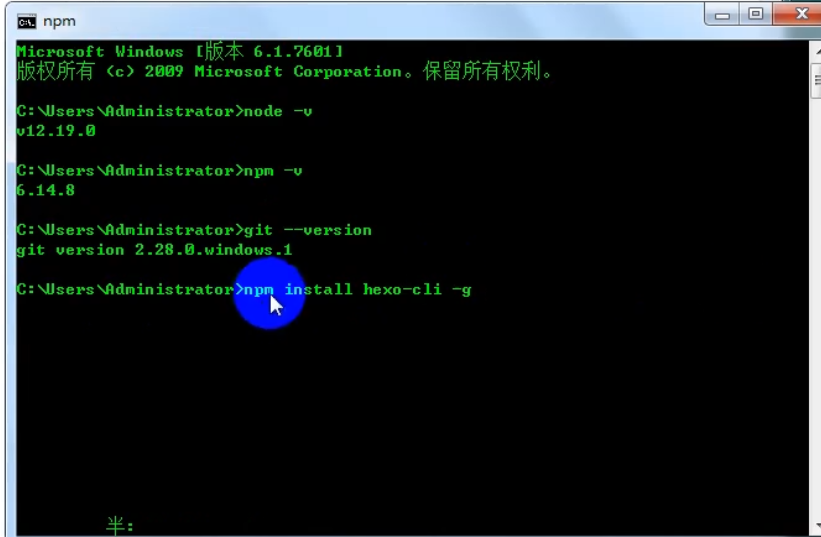 npm
Microsoft Windows [版本 6.1.7601]
版权所有 (c) 2009 Microsoft Corporation。保留所有权利。
C:\Users\Administrator>node -v
v12.19.0
C:\Users\Administrator>npm -v
6.14.8
C:\Users\Administrator>git --version
git version 2.28.0.windows.1
C:\Users\Administrator>npm install hexo-cli -g
半: